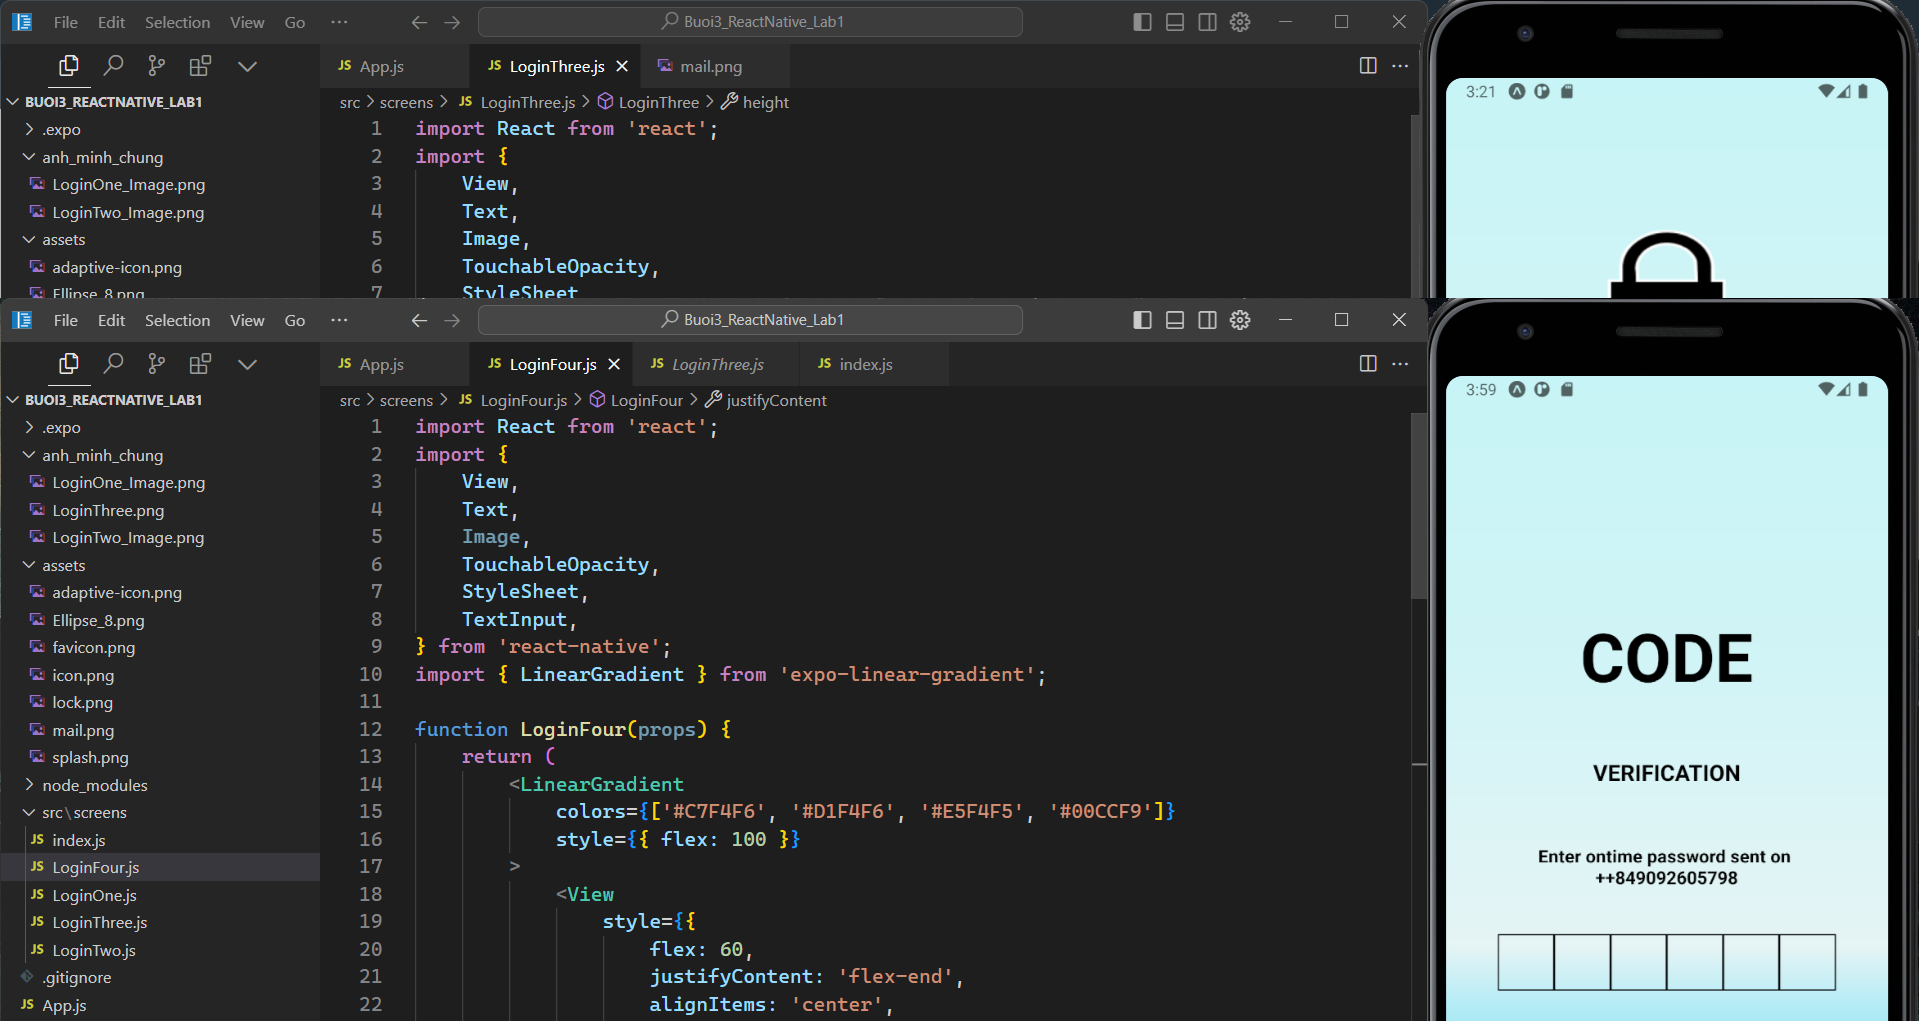 File Edit Selection View Go ··· Buoi3_ReactNative_Lab1
JS App.js JS LoginThree.js mail.png
BUOI3_REACTNATIVE_LAB1
.expo
anh_minh_chung
LoginOne_Image.png
LoginTwo_Image.png
assets
adaptive-icon.png
Ellipse_8.png
src > screens > JS LoginThree.js > LoginThree > height
1 import React from 'react';
2 import {
3 View,
4 Text,
5 Image,
6 TouchableOpacity,
7 StyleSheet
3:21
File Edit Selection View Go ··· Buoi3_ReactNative_Lab1
JS App.js JS LoginFour.js JS LoginThree.js JS index.js
BUOI3_REACTNATIVE_LAB1
.expo
anh_minh_chung
LoginOne_Image.png
LoginThree.png
LoginTwo_Image.png
assets
adaptive-icon.png
Ellipse_8.png
favicon.png
icon.png
lock.png
mail.png
splash.png
node_modules
src\screens
JS index.js
JS LoginFour.js
JS LoginOne.js
JS LoginThree.js
JS LoginTwo.js
.gitignore
JS App.js
src > screens > JS LoginFour.js > LoginFour > justifyContent
1 import React from 'react';
2 import {
3 View,
4 Text,
5 Image,
6 TouchableOpacity,
7 StyleSheet,
8 TextInput,
9 } from 'react-native';
10 import { LinearGradient } from 'expo-linear-gradient';
11
12 function LoginFour(props) {
13 return (
14 <LinearGradient
15 colors={['#C7F4F6', '#D1F4F6', '#E5F4F5', '#00CCF9']}
16 style={{ flex: 100 }}
17 >
18 <View
19 style={{
20 flex: 60,
21 justifyContent: 'flex-end',
22 alignItems: 'center',
3:59
CODE
VERIFICATION
Enter ontime password sent on
++849092605798